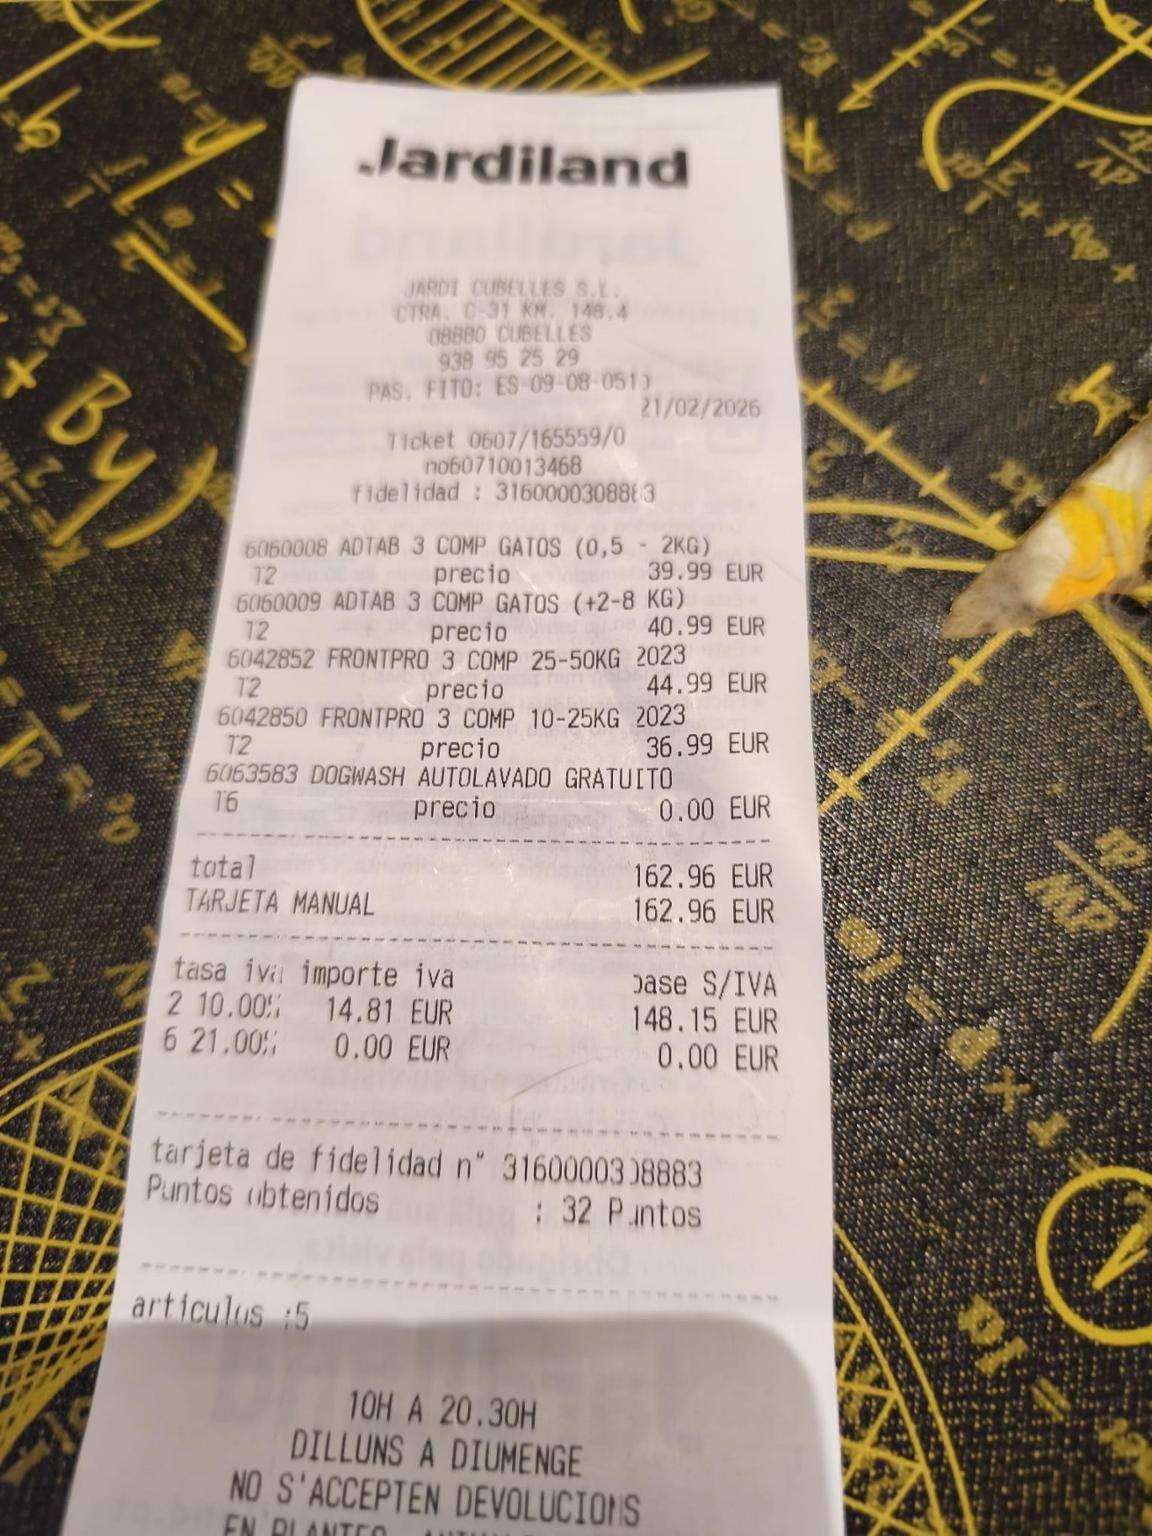 Jardiland
JARDI CUBELLES S.L.
CTRA. C-31 KM. 148.4
08880 CUBELLES
938 95 25 29
PAS. FITO: ES-09-08-0513
21/02/2026
Ticket 0607/165559/0
no60710013468
fidelidad : 3160000308883
6060008 ADTAB 3 COMP GATOS (0,5 - 2KG)
T2 precio 39.99 EUR
6060009 ADTAB 3 COMP GATOS (+2-8 KG)
T2 precio 40.99 EUR
6042852 FRONTPRO 3 COMP 25-50KG 2023
T2 precio 44.99 EUR
6042850 FRONTPRO 3 COMP 10-25KG 2023
T2 precio 36.99 EUR
6063583 DOGWASH AUTOLAVADO GRATUITO
T6 precio 0.00 EUR
total 162.96 EUR
TARJETA MANUAL 162.96 EUR
tasa iva importe iva base S/IVA
2 10.00% 14.81 EUR 148.15 EUR
6 21.00% 0.00 EUR 0.00 EUR
tarjeta de fidelidad n° 3160000308883
Puntos obtenidos : 32 Puntos
articulos :5
10H A 20.30H
DILLUNS A DIUMENGE
NO S'ACCEPTEN DEVOLUCIONS
EN PLANTES,